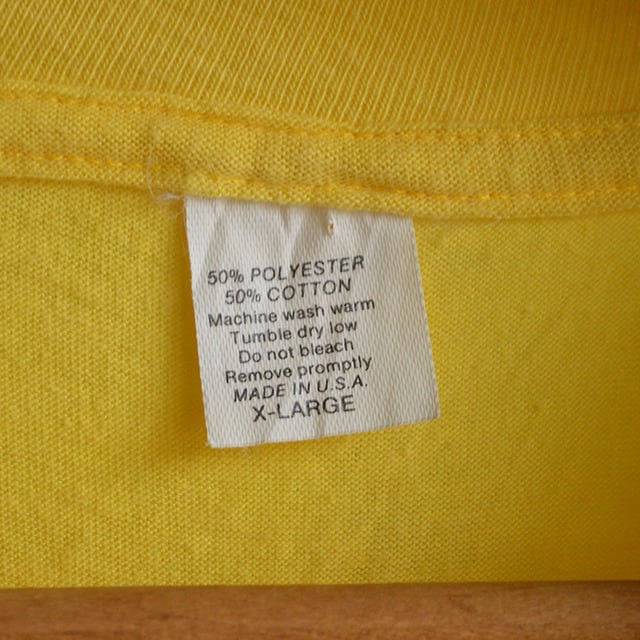 50% POLYESTER
50% COTTON
Machine wash warm
Tumble dry low
Do not bleach
Remove promptly
MADE IN U.S.A.
X-LARGE